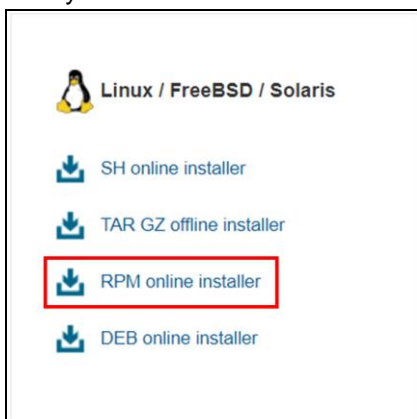 Linux / FreeBSD / Solaris
SH online installer
TAR GZ offline installer
RPM online installer
DEB online installer